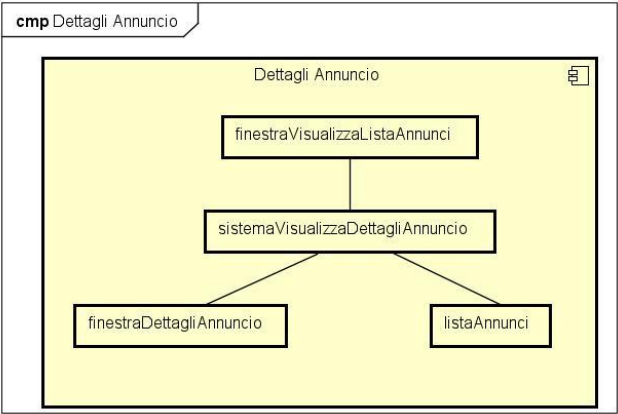 cmp Dettagli Annuncio
Dettagli Annuncio
finestraVisualizzaListaAnnunci
sistemaVisualizzaDettagliAnnuncio
finestraDettagliAnnuncio
listaAnnunci